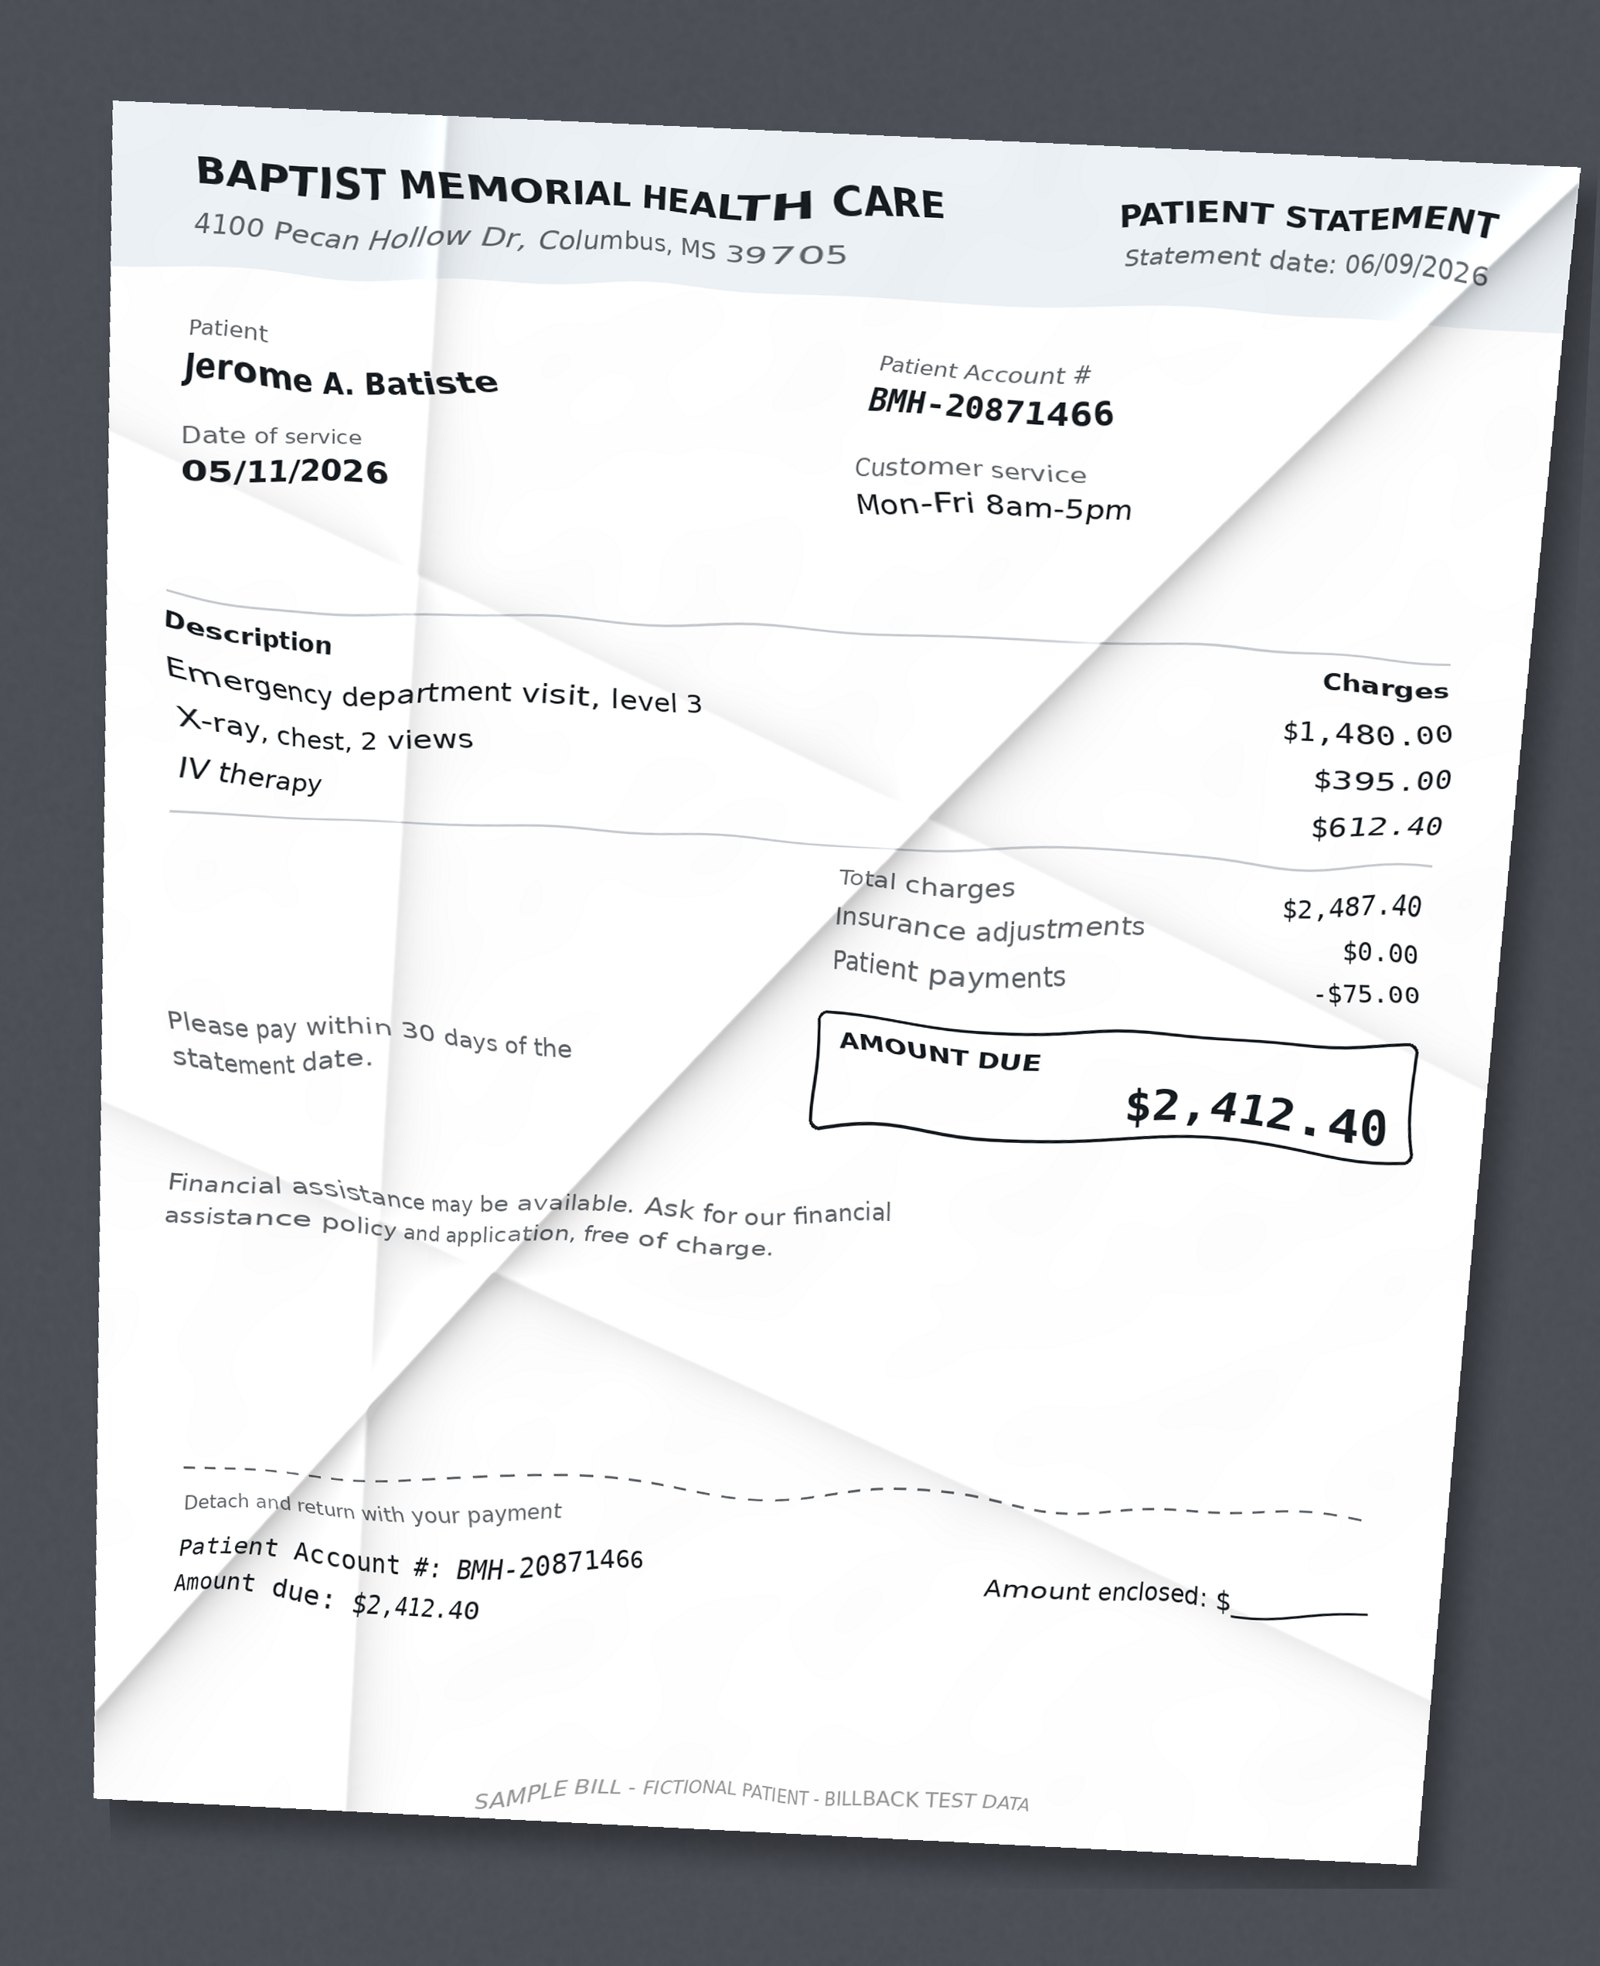 BAPTIST MEMORIAL HEALTH CARE
4100 Pecan Hollow Dr, Columbus, MS 39705
PATIENT STATEMENT
Statement date: 06/09/2026
Patient
Jerome A. Batiste
Patient Account #
BMH-20871466
Date of service
05/11/2026
Customer service
Mon-Fri 8am-5pm
Description Charges
Emergency department visit, level 3 $1,480.00
X-ray, chest, 2 views $395.00
IV therapy $612.40
Total charges $2,487.40
Insurance adjustments $0.00
Patient payments -$75.00
Please pay within 30 days of the
statement date.
AMOUNT DUE
$2,412.40
Financial assistance may be available. Ask for our financial
assistance policy and application, free of charge.
Detach and return with your payment
Patient Account #: BMH-20871466
Amount due: $2,412.40
Amount enclosed: $__________
SAMPLE BILL - FICTIONAL PATIENT - BILLBACK TEST DATA